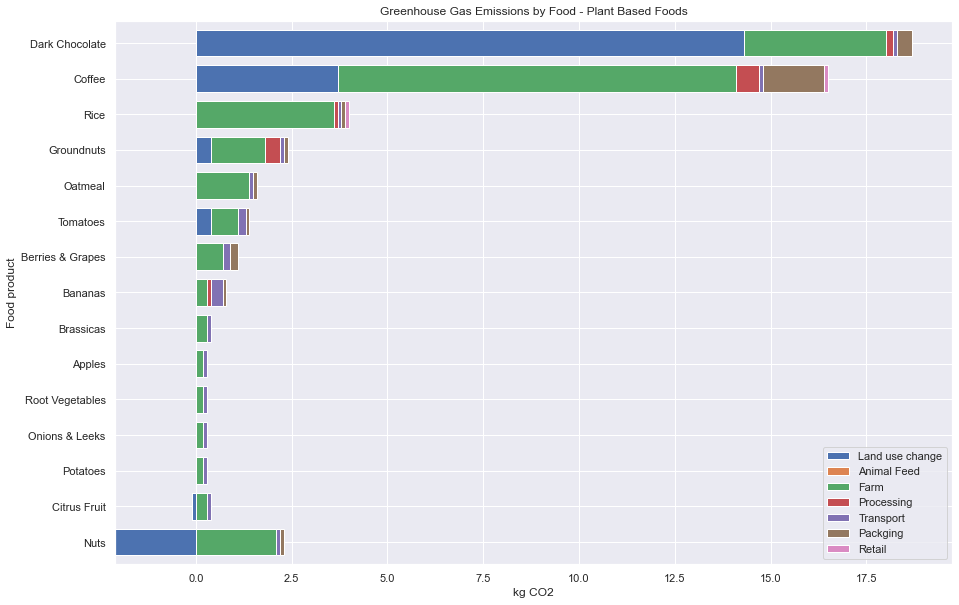 Greenhouse Gas Emissions by Food - Plant Based Foods
Food product
Dark Chocolate
Coffee
Rice
Groundnuts
Oatmeal
Tomatoes
Berries & Grapes
Bananas
Brassicas
Apples
Root Vegetables
Onions & Leeks
Potatoes
Citrus Fruit
Nuts
Land use change
Animal Feed
Farm
Processing
Transport
Packging
Retail
0.0 2.5 5.0 7.5 10.0 12.5 15.0 17.5
kg CO2